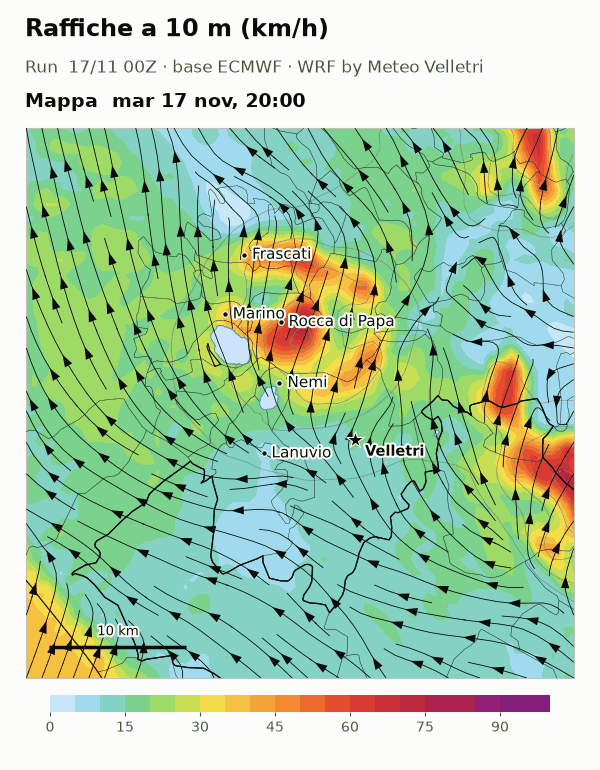 Raffiche a 10 m (km/h)
Run  17/11 00Z · base ECMWF · WRF by Meteo Velletri
Mappa  mar 17 nov, 20:00
Frascati
Marino
Rocca di Papa
Nemi
Velletri
Lanuvio
10 km
0 15 30 45 60 75 90